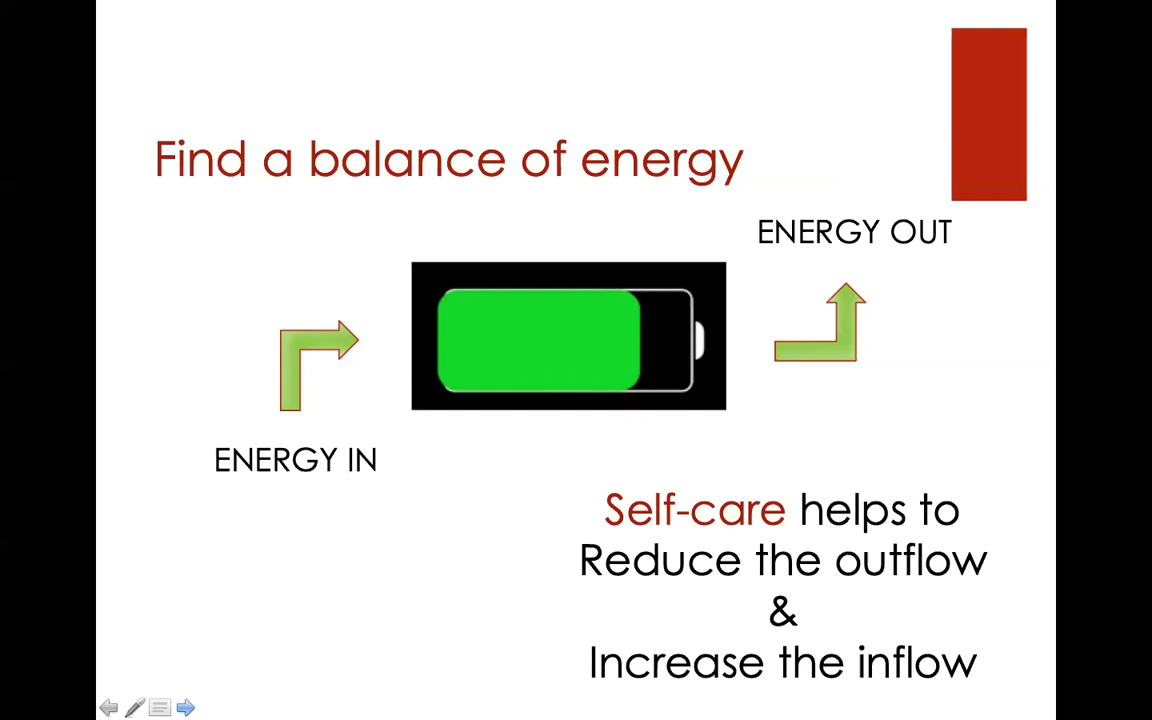 Find a balance of energy
ENERGY OUT
ENERGY IN
Self-care helps to
Reduce the outflow
&
Increase the inflow